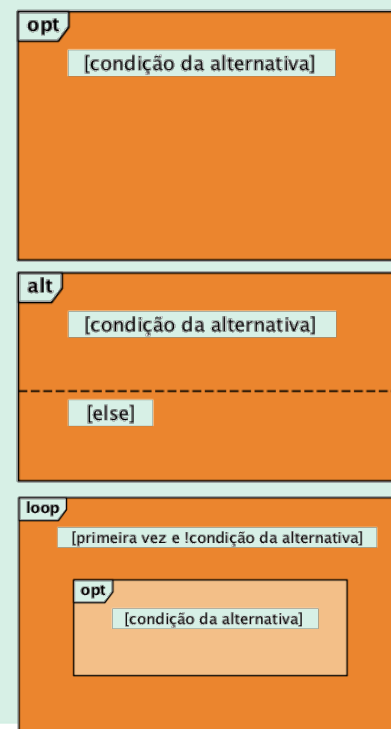 opt
[condição da alternativa]
alt
[condição da alternativa]
[else]
loop
[primeira vez e !condição da alternativa]
opt
[condição da alternativa]